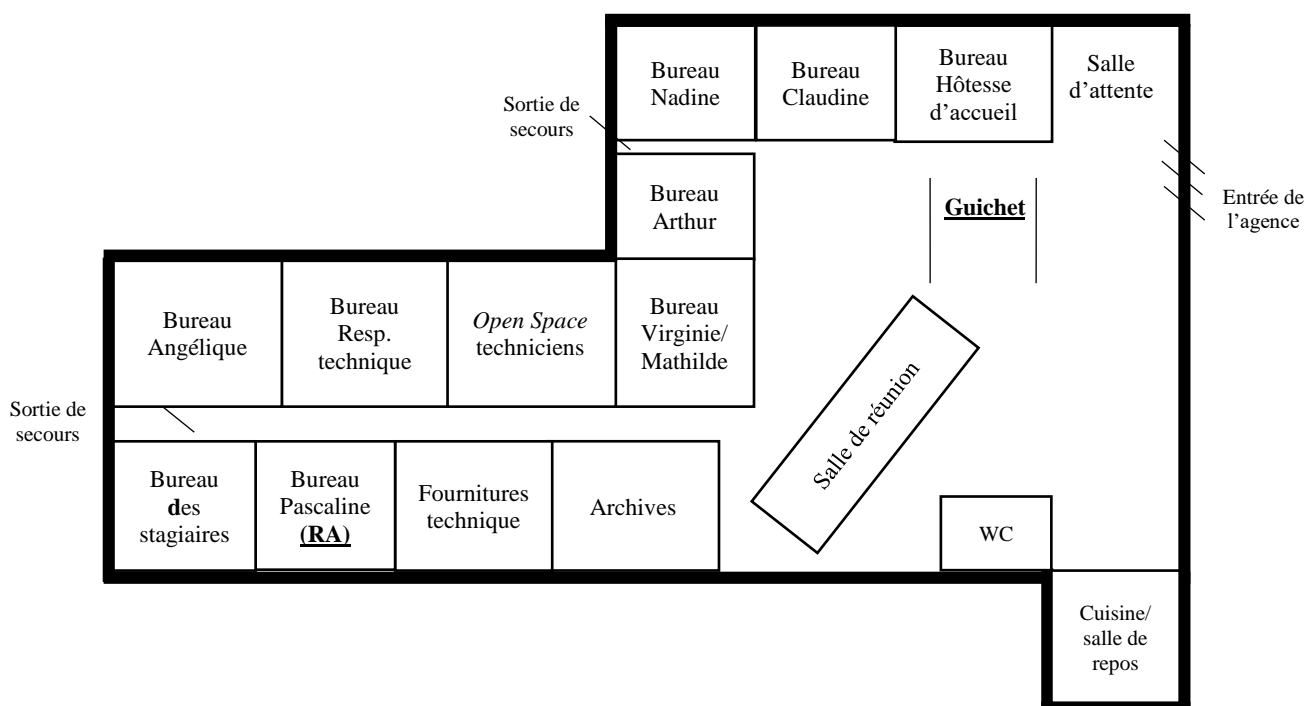 Bureau
Nadine
Bureau
Claudine
Bureau
Hôtesse
d’accueil
Salle
d’attente
Sortie de
secours
Bureau
Arthur
Guichet
Entrée de
l’agence
Bureau
Angélique
Bureau
Resp.
technique
Open Space
techniciens
Bureau
Virginie/
Mathilde
Salle de réunion
Sortie de
secours
Bureau
des
stagiaires
Bureau
Pascaline
(RA)
Fournitures
technique
Archives
WC
Cuisine/
salle de
repos